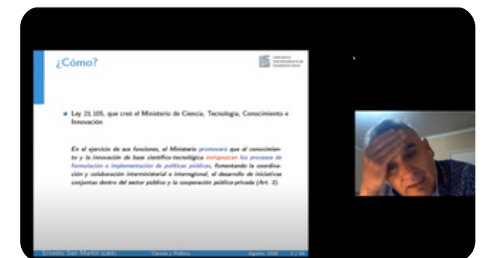 ¿Cómo?
Ley 21.105, que creó el Ministerio de Ciencia, Tecnología, Conocimiento e
Innovación
En el ejercicio de sus funciones, el Ministerio promoverá que el conocimien-
to y la innovación de base científico-tecnológica enriquezcan los procesos de
formulación e implementación de políticas públicas, fomentando la coordina-
ción y colaboración interministerial e interregional, el desarrollo de iniciativas
conjuntas dentro del sector público y la cooperación público-privada (Art. 3).
Ernesto San Martín
Ciencia y Política
Agosto, 2020